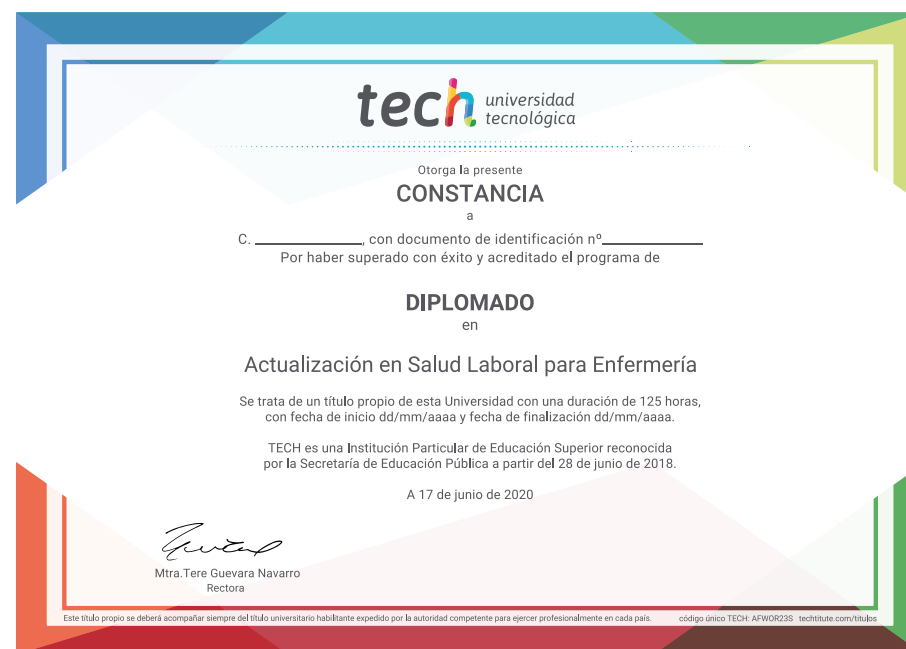 tech universidad
tecnológica
Otorga la presente
CONSTANCIA
a
C. ____________, con documento de identificación nº____________
Por haber superado con éxito y acreditado el programa de
DIPLOMADO
en
Actualización en Salud Laboral para Enfermería
Se trata de un título propio de esta Universidad con una duración de 125 horas,
con fecha de inicio dd/mm/aaaa y fecha de finalización dd/mm/aaaa.
TECH es una Institución Particular de Educación Superior reconocida
por la Secretaría de Educación Pública a partir del 28 de junio de 2018.
A 17 de junio de 2020
Mtra.Tere Guevara Navarro
Rectora
Este título propio se deberá acompañar siempre del título universitario habilitante expedido por la autoridad competente para ejercer profesionalmente en cada país. código único TECH: AFWOR23S techtitute.com/titulos